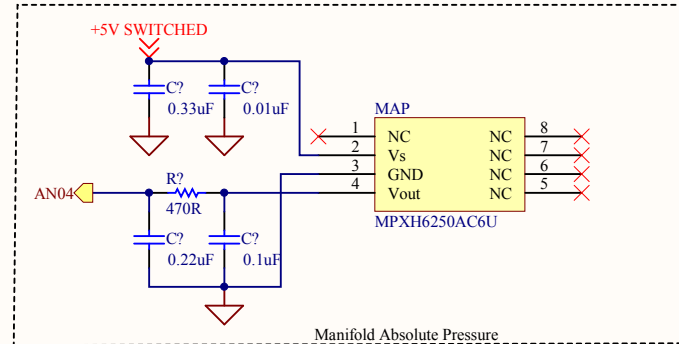 +5V SWITCHED
C?
0.33uF
C?
0.01uF
MAP
1 NC NC 8
2 Vs NC 7
3 GND NC 6
4 Vout NC 5
MPXH6250AC6U
AN04
R?
470R
C?
0.22uF
C?
0.1uF
Manifold Absolute Pressure